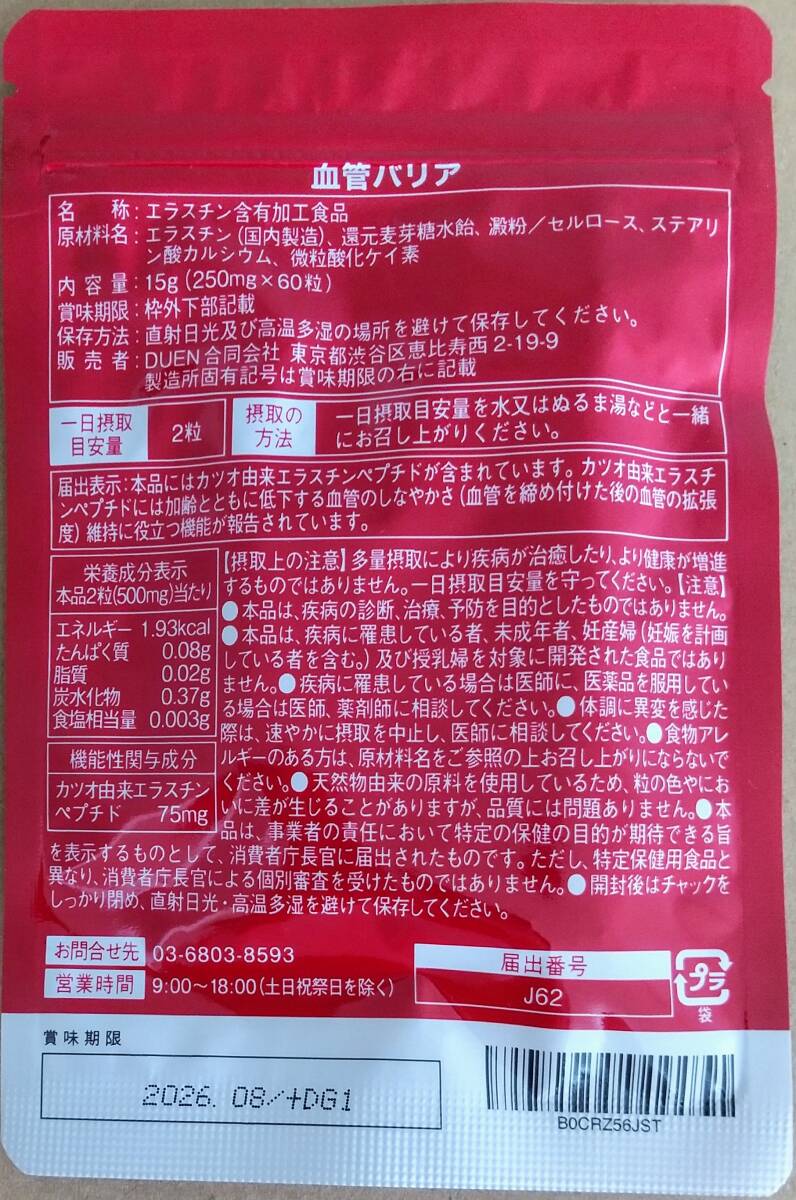 血管バリア
名　　称：エラスチン含有加工食品
原材料名：エラスチン（国内製造）、還元麦芽糖水飴、澱粉／セルロース、ステアリ
ン酸カルシウム、微粒酸化ケイ素
内 容 量：15g（250mg×60粒）
賞味期限：枠外下部記載
保存方法：直射日光及び高温多湿の場所を避けて保存してください。
販 売 者：DUEN合同会社 東京都渋谷区恵比寿西2-19-9
製造所固有記号は賞味期限の右に記載
一日摂取
目安量
2粒
摂取の
方法
一日摂取目安量を水又はぬるま湯などと一緒
にお召し上がりください。
届出表示：本品にはカツオ由来エラスチンペプチドが含まれています。カツオ由来エラスチ
ンペプチドには加齢とともに低下する血管のしなやかさ（血管を締め付けた後の血管の拡張
度）維持に役立つ機能が報告されています。
栄養成分表示
本品2粒(500mg)当たり
エネルギー 1.93kcal
たんぱく質 0.08g
脂質 0.02g
炭水化物 0.37g
食塩相当量 0.003g
機能性関与成分
カツオ由来エラスチン
ペプチド 75mg
【摂取上の注意】多量摂取により疾病が治癒したり、より健康が増進
するものではありません。一日摂取目安量を守ってください。【注意】
●本品は、疾病の診断、治療、予防を目的としたものではありません。
●本品は、疾病に罹患している者、未成年者、妊産婦（妊娠を計画
している者を含む。）及び授乳婦を対象に開発された食品ではあり
ません。●疾病に罹患している場合は医師に、医薬品を服用してい
る場合は医師、薬剤師に相談してください。●体調に異変を感じた
際は、速やかに摂取を中止し、医師に相談してください。●食物アレ
ルギーのある方は、原材料名をご参照の上お召し上がりにならないで
ください。●天然物由来の原料を使用しているため、粒の色やにお
いに差が生じることがありますが、品質には問題ありません。●本
品は、事業者の責任において特定の保健の目的が期待できる旨
を表示するものとして、消費者庁長官に届出されたものです。ただし、特定保健用食品と
異なり、消費者庁長官による個別審査を受けたものではありません。●開封後はチャックを
しっかり閉め、直射日光・高温多湿を避けて保存してください。
お問合せ先 03-6803-8593
営業時間 9:00〜18:00（土日祝祭日を除く）
届出番号
J62
プラ
袋
賞味期限
2026. 08/+DG1
B0CRZ56JST